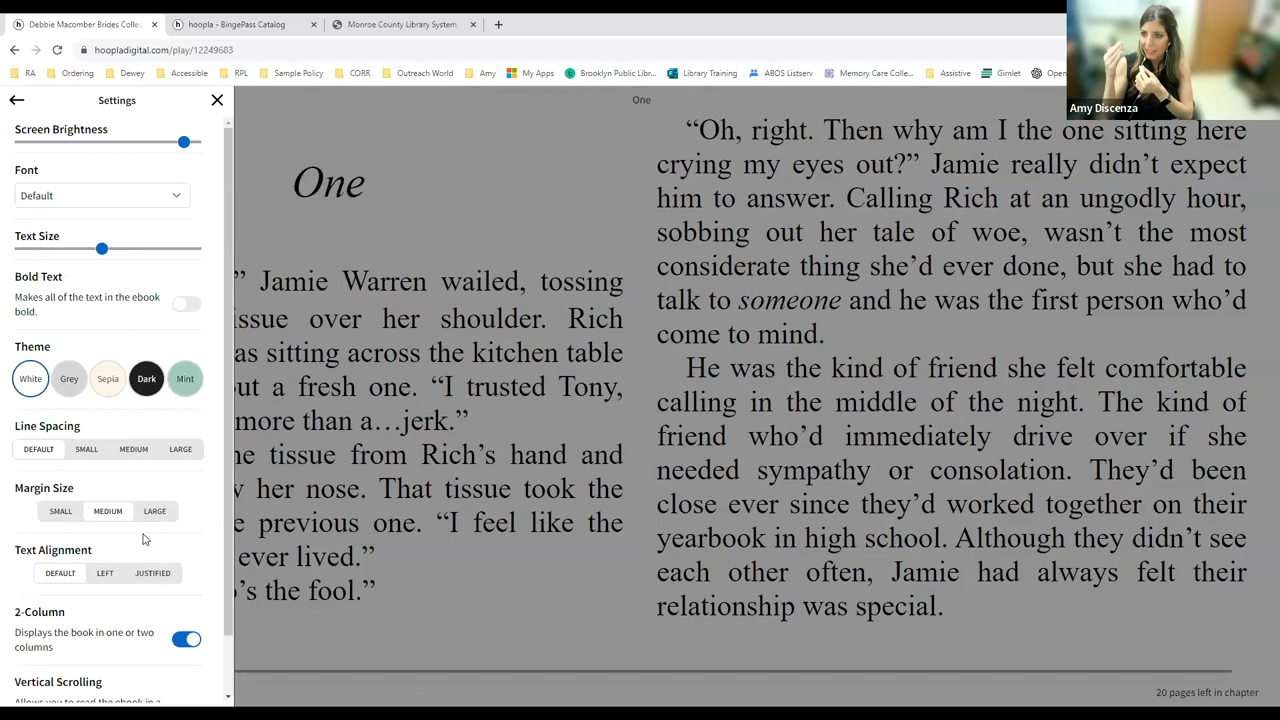 Debbie Macomber Brides Colle
hoopla - BingePass Catalog
Monroe County Library System.
hoopladigital.com/play/12249683
RA
Ordering
Dewey
Accessible
RPL
Sample Policy
CORR
Outreach World
Amy
My Apps
Brooklyn Public Libr...
Library Training
ABOS Listserv
Memory Care Colle...
Assistive
Gimlet
Open
Amy Discenza
Settings
Screen Brightness
Font
Default
Text Size
Bold Text
Makes all of the text in the ebook
bold.
Theme
White
Grey
Sepia
Dark
Mint
Line Spacing
DEFAULT
SMALL
MEDIUM
LARGE
Margin Size
SMALL
MEDIUM
LARGE
Text Alignment
DEFAULT
LEFT
JUSTIFIED
2-Column
Displays the book in one or two
columns
Vertical Scrolling
Allows you to read the ebook in a
One
One
” Jamie Warren wailed, tossing
issue over her shoulder. Rich
as sitting across the kitchen table
out a fresh one. “I trusted Tony,
more than a…jerk.”
ne tissue from Rich’s hand and
her nose. That tissue took the
e previous one. “I feel like the
ever lived.”
’s the fool.”
“Oh, right. Then why am I the one sitting here
crying my eyes out?” Jamie really didn’t expect
him to answer. Calling Rich at an ungodly hour,
sobbing out her tale of woe, wasn’t the most
considerate thing she’d ever done, but she had to
talk to someone and he was the first person who’d
come to mind.
He was the kind of friend she felt comfortable
calling in the middle of the night. The kind of
friend who’d immediately drive over if she
needed sympathy or consolation. They’d been
close ever since they’d worked together on their
yearbook in high school. Although they didn’t see
each other often, Jamie had always felt their
relationship was special.
20 pages left in chapter